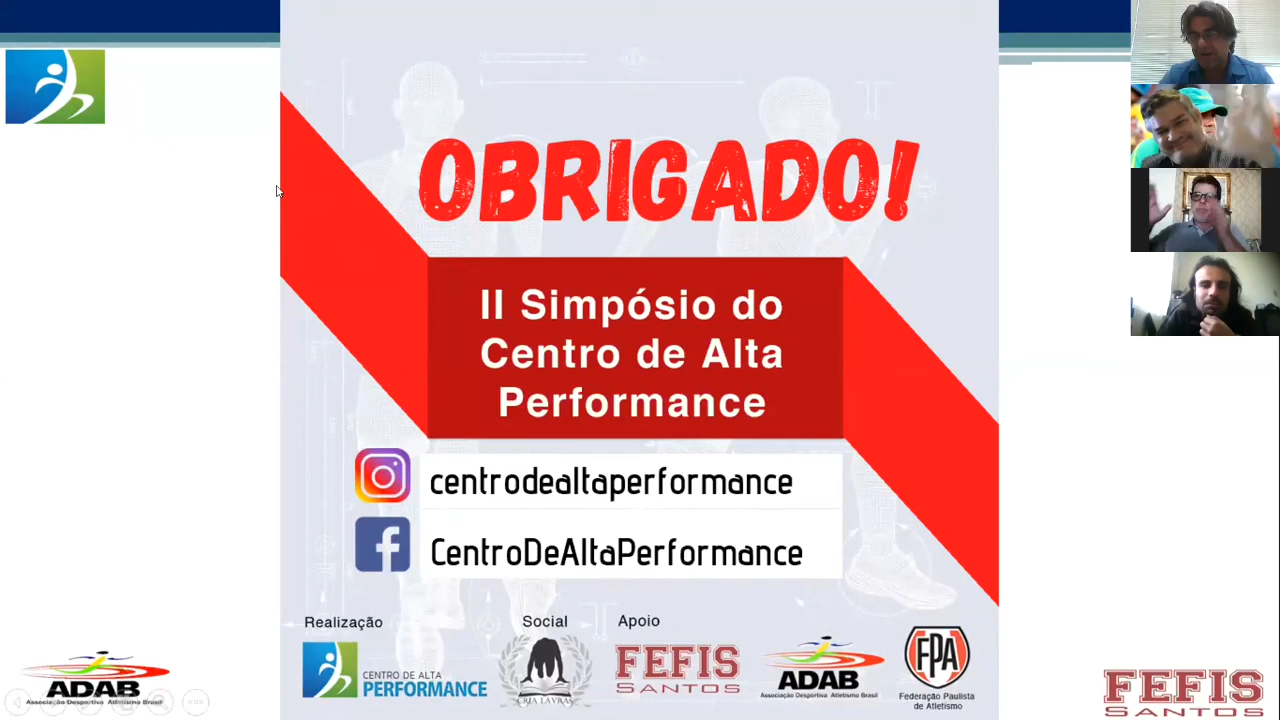 OBRIGADO!
II Simpósio do
Centro de Alta
Performance
centrodealtaperformance
CentroDeAltaPerformance
Realização
Social
Apoio
CENTRO DE ALTA
PERFORMANCE
CRIA LAVRAS
FEFIS
SANTOS
ADAB
Associação Desportiva Atletismo Brasil
FPA
Federação Paulista
de Atletismo
ADAB
Associação Desportiva Atletismo Brasil
FEFIS
SANTOS